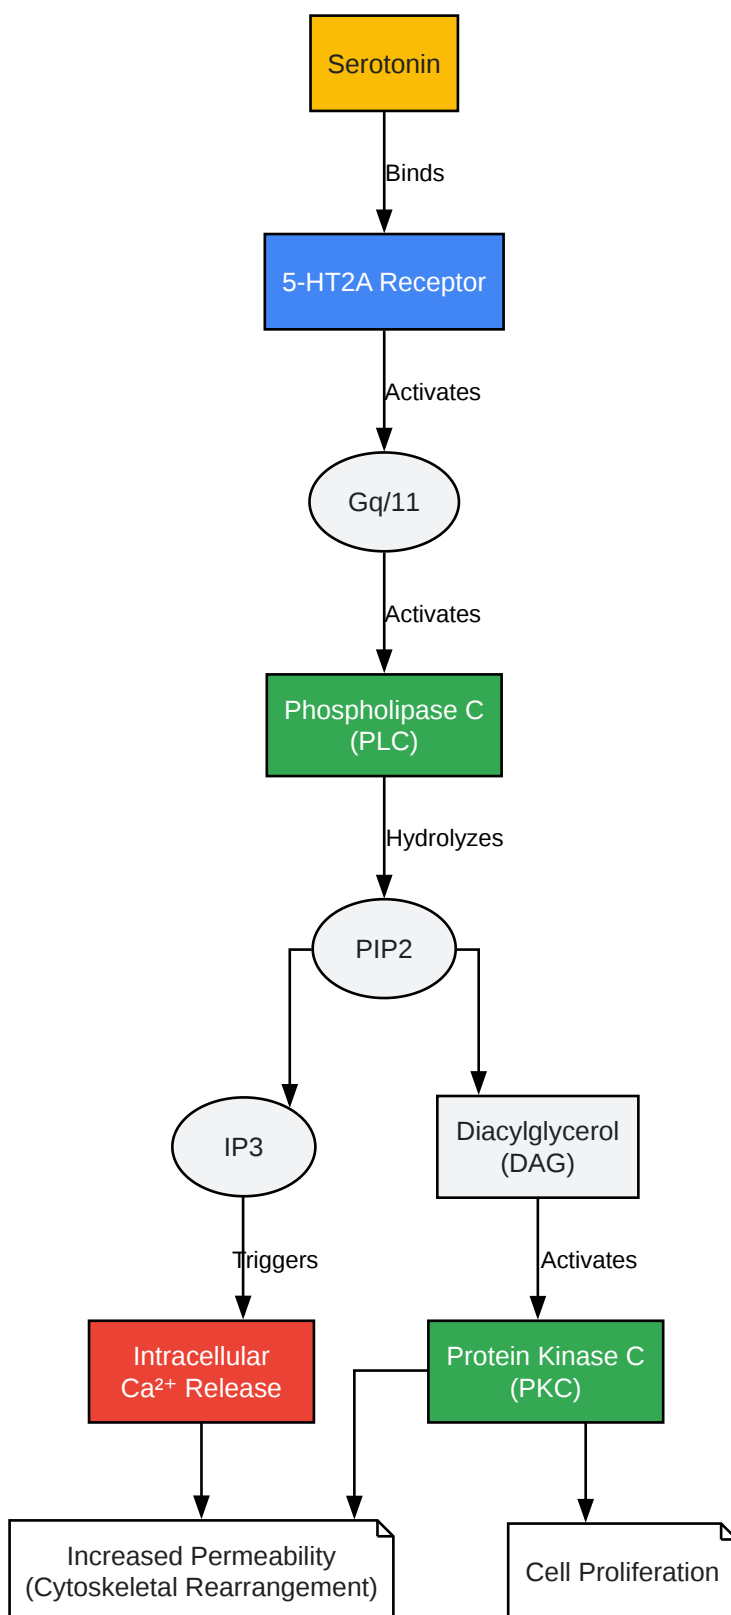 Serotonin
Binds
5-HT2A Receptor
Activates
Gq/11
Activates
Phospholipase C
(PLC)
Hydrolyzes
PIP2
IP3
Diacylglycerol
(DAG)
Triggers
Activates
Intracellular
Ca²⁺ Release
Protein Kinase C
(PKC)
Increased Permeability
(Cytoskeletal Rearrangement)
Cell Proliferation